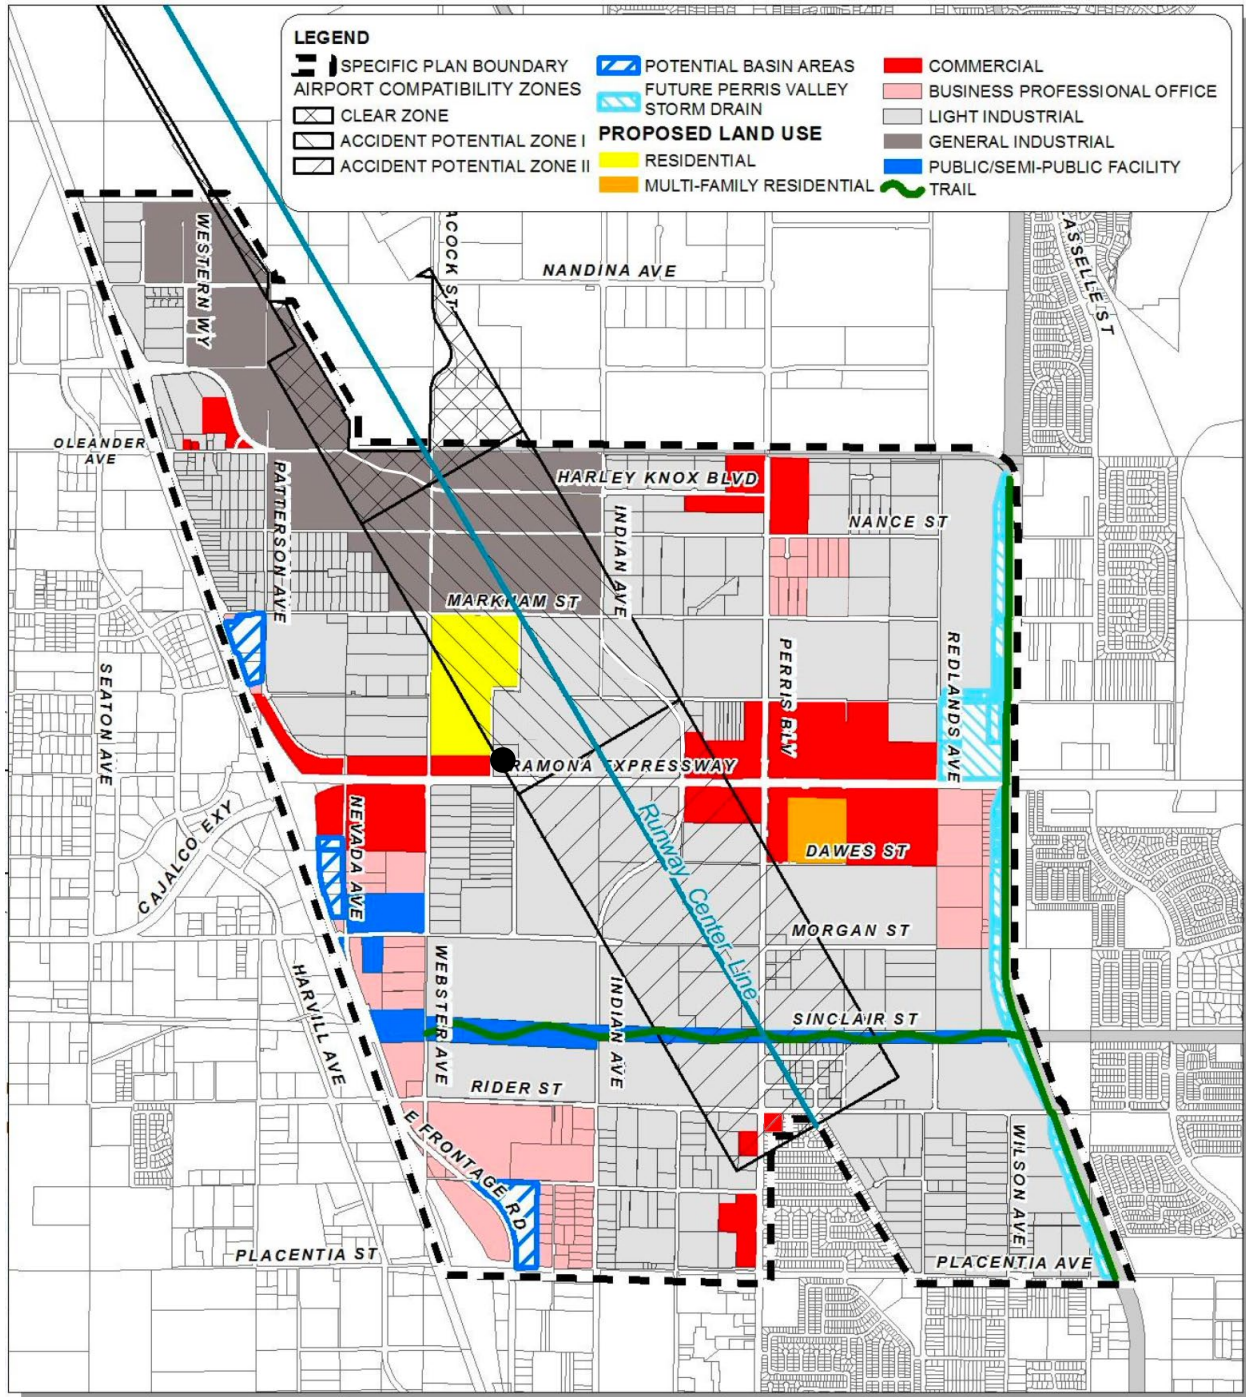 LEGEND
SPECIFIC PLAN BOUNDARY
AIRPORT COMPATIBILITY ZONES
CLEAR ZONE
ACCIDENT POTENTIAL ZONE I
ACCIDENT POTENTIAL ZONE II
POTENTIAL BASIN AREAS
FUTURE PERRIS VALLEY
STORM DRAIN
PROPOSED LAND USE
RESIDENTIAL
MULTI-FAMILY RESIDENTIAL
COMMERCIAL
BUSINESS PROFESSIONAL OFFICE
LIGHT INDUSTRIAL
GENERAL INDUSTRIAL
PUBLIC/SEMI-PUBLIC FACILITY
TRAIL
WESTERN WY
ACOCK ST
NANDINA AVE
ASSELLE ST
OLEANDER
AVE
PATTERSON AVE
HARLEY KNOX BLVD
INDIAN AVE
NANCE ST
MARKHAM ST
SEATON AVE
PERRIS BLV
REDLANDS AVE
RAMONA EXPRESSWAY
CAJALCO EXY
NEVADA AVE
Runway Center Line
DAWES ST
MORGAN ST
HARVILL AVE
WEBSTER AVE
INDIAN AVE
SINCLAIR ST
RIDER ST
E FRONTAGE RD
WILSON AVE
PLACENTIA ST
PLACENTIA AVE